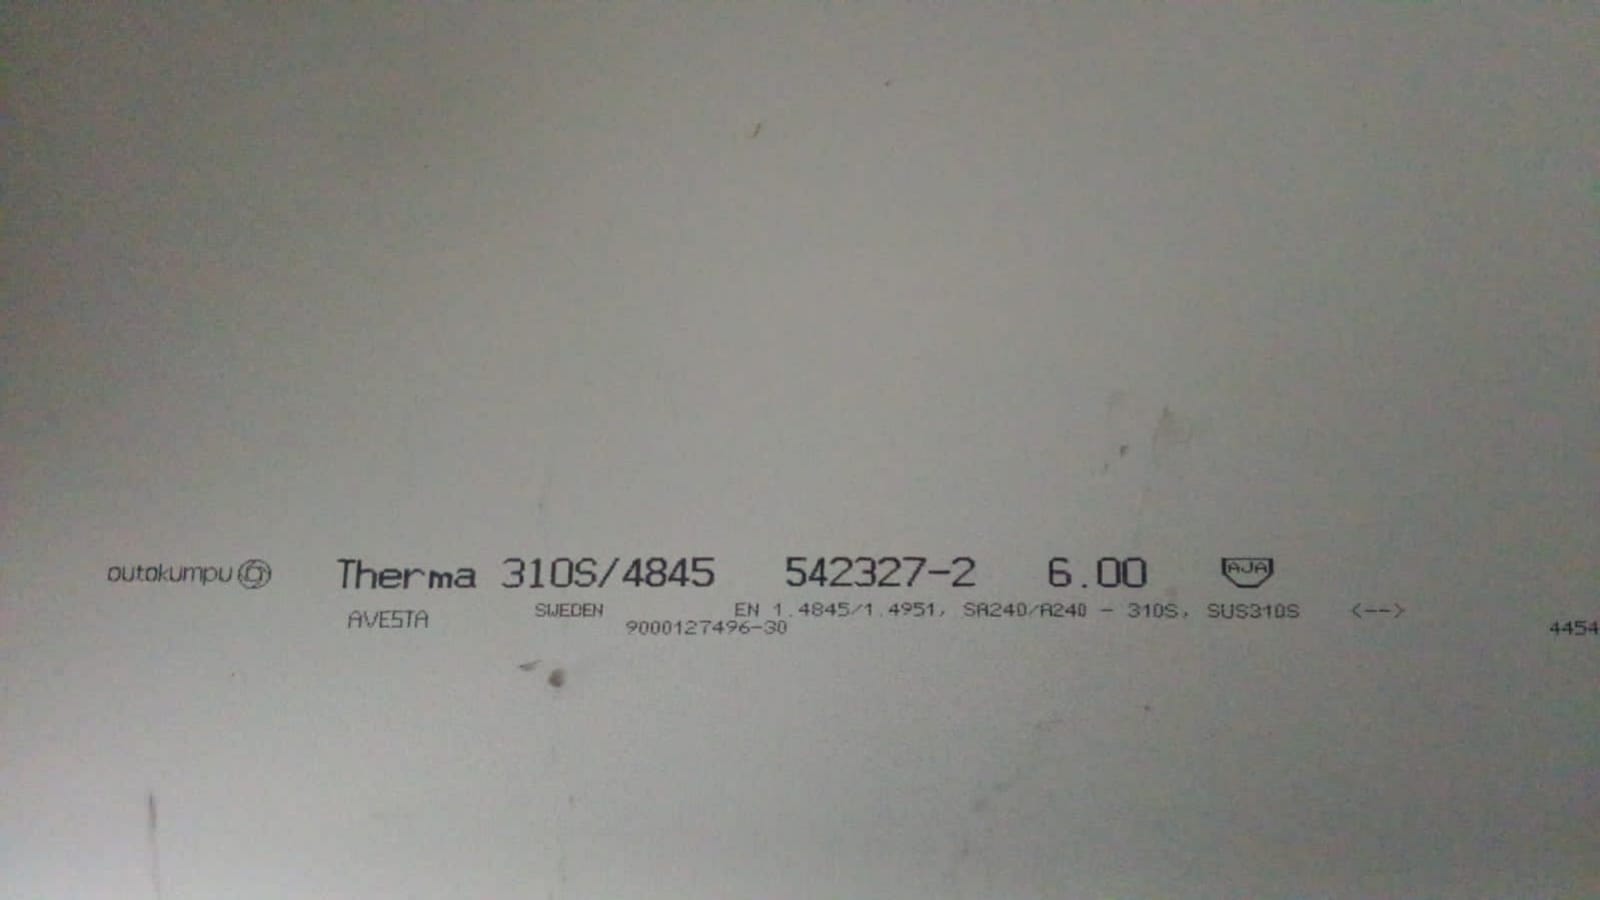 outokumpu Therma 310S/4845 542327-2 6.00 AJA
AVESTA SWEDEN EN 1.4845/1.4951, SA240/A240 - 310S, SUS310S <-->
9000127496-30 4454